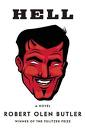 HELL
A NOVEL
ROBERT OLEN BUTLER
WINNER OF THE PULITZER PRIZE